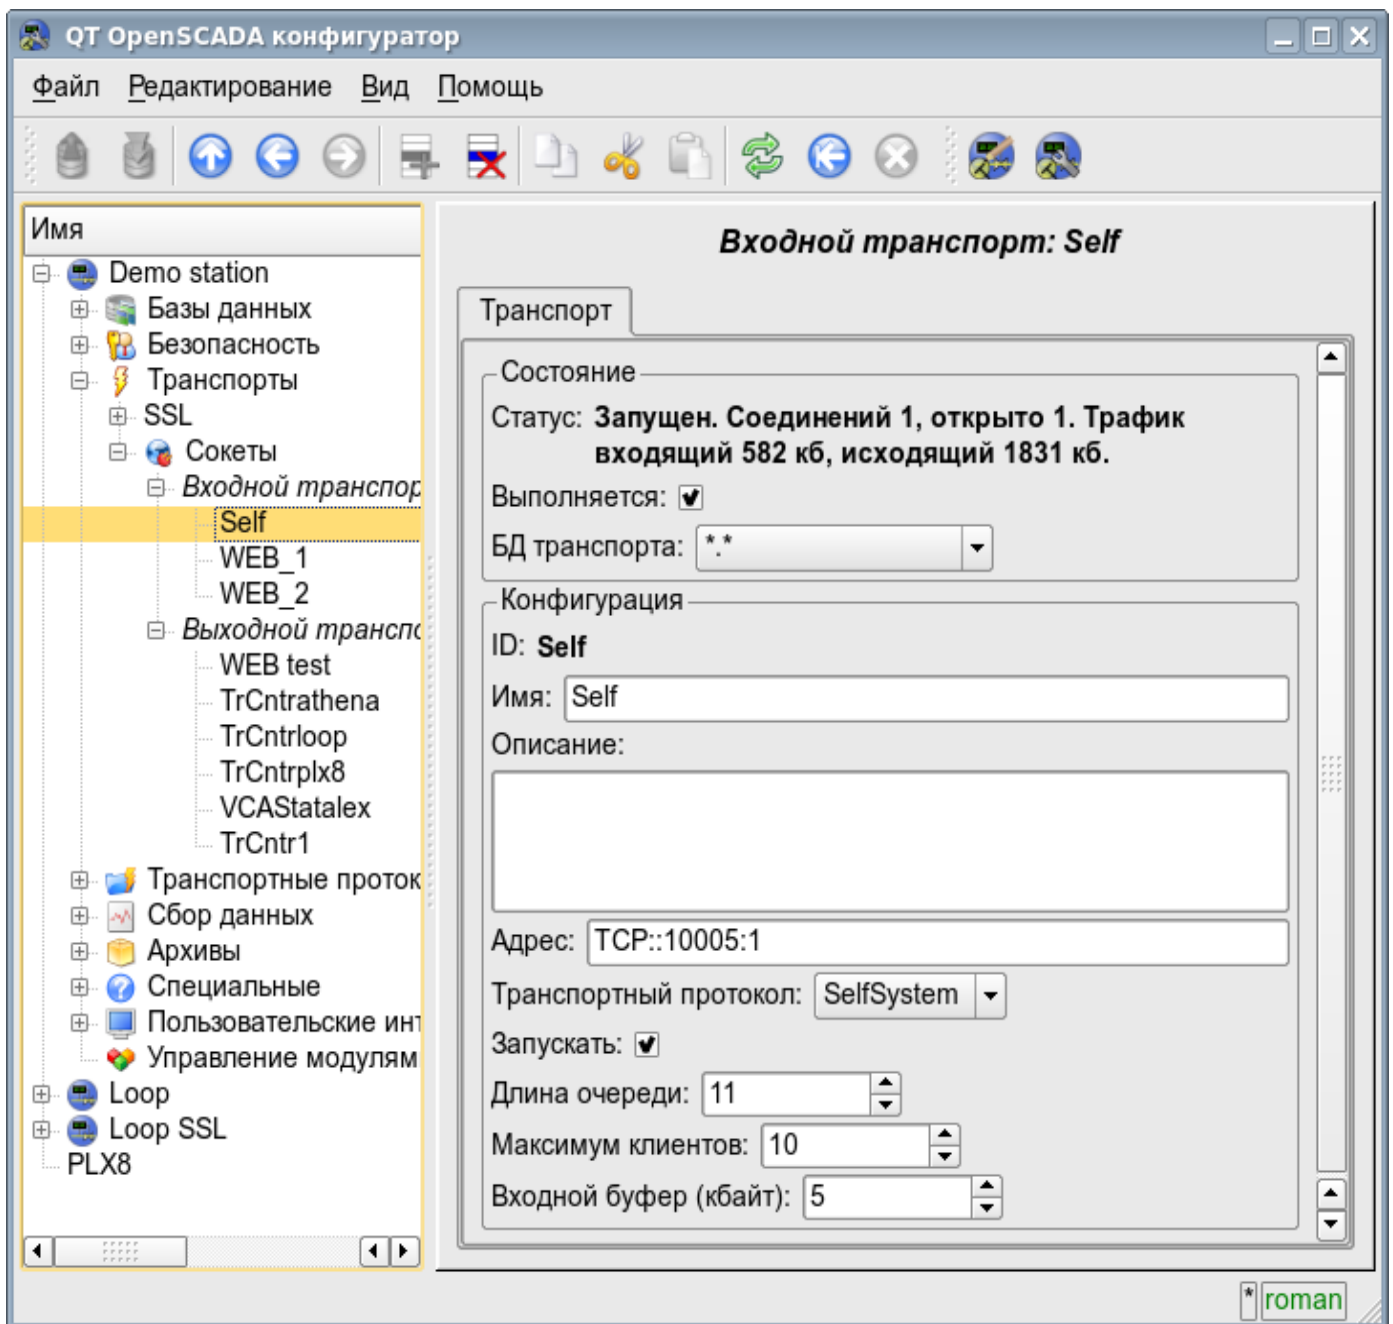 QT OpenSCADA конфигуратор
Файл Редактирование Вид Помощь
Имя
Demo station
Базы данных
Безопасность
Транспорты
SSL
Сокеты
Входной транспор
Self
WEB_1
WEB_2
Выходной транспо
WEB test
TrCntrathena
TrCntrloop
TrCntrplx8
VCAStatalex
TrCntr1
Транспортные проток
Сбор данных
Архивы
Специальные
Пользовательские инт
Управление модулям
Loop
Loop SSL
PLX8
Входной транспорт: Self
Транспорт
Состояние
Статус: Запущен. Соединений 1, открыто 1. Трафик
входящий 582 кб, исходящий 1831 кб.
Выполняется:
БД транспорта: *.*
Конфигурация
ID: Self
Имя: Self
Описание:
Адрес: TCP::10005:1
Транспортный протокол: SelfSystem
Запускать:
Длина очереди: 11
Максимум клиентов: 10
Входной буфер (кбайт): 5
* roman